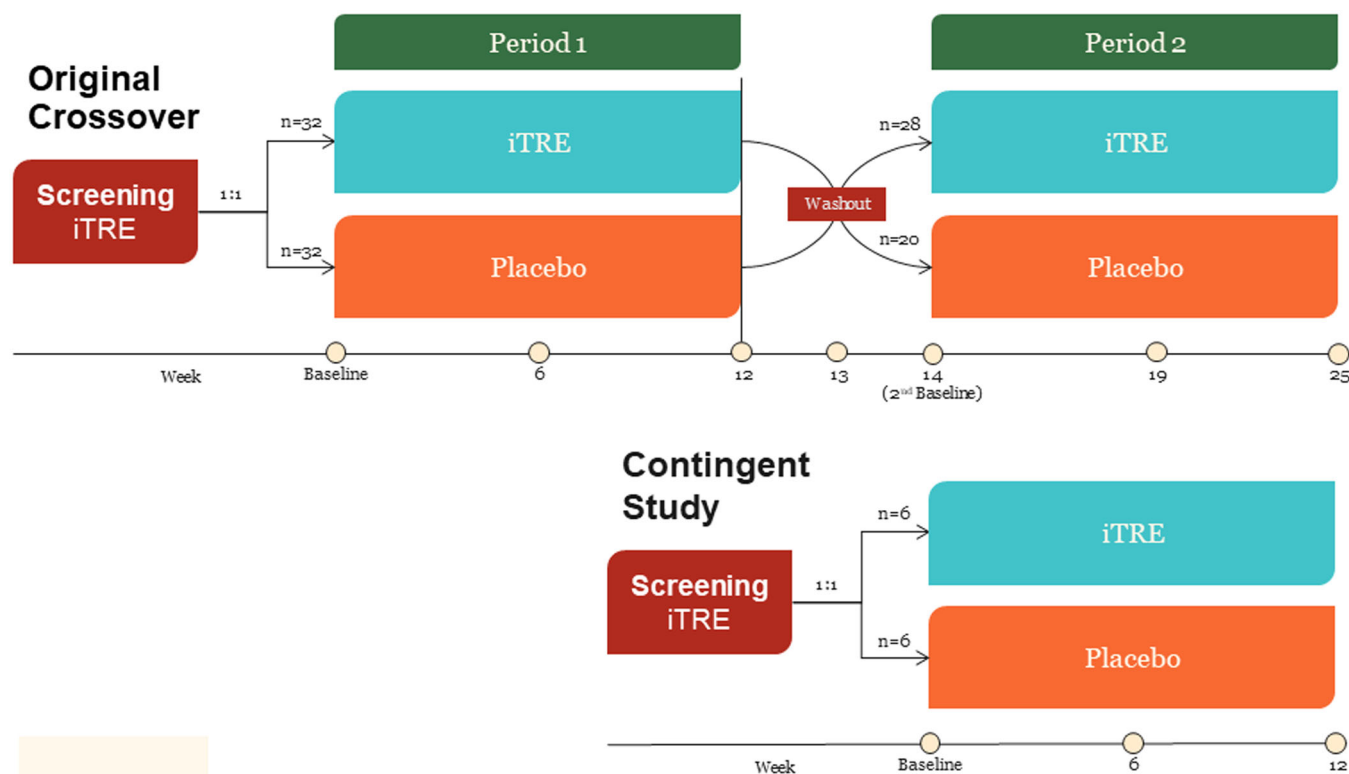 Period 1
Period 2
Original
Crossover
n=32
iTRE
n=28
iTRE
Screening
iTRE
1:1
Washout
n=32
Placebo
n=20
Placebo
Week
Baseline
6
12
13
14
19
25
(2nd Baseline)
Contingent
Study
n=6
iTRE
Screening
iTRE
1:1
n=6
Placebo
Week
Baseline
6
12